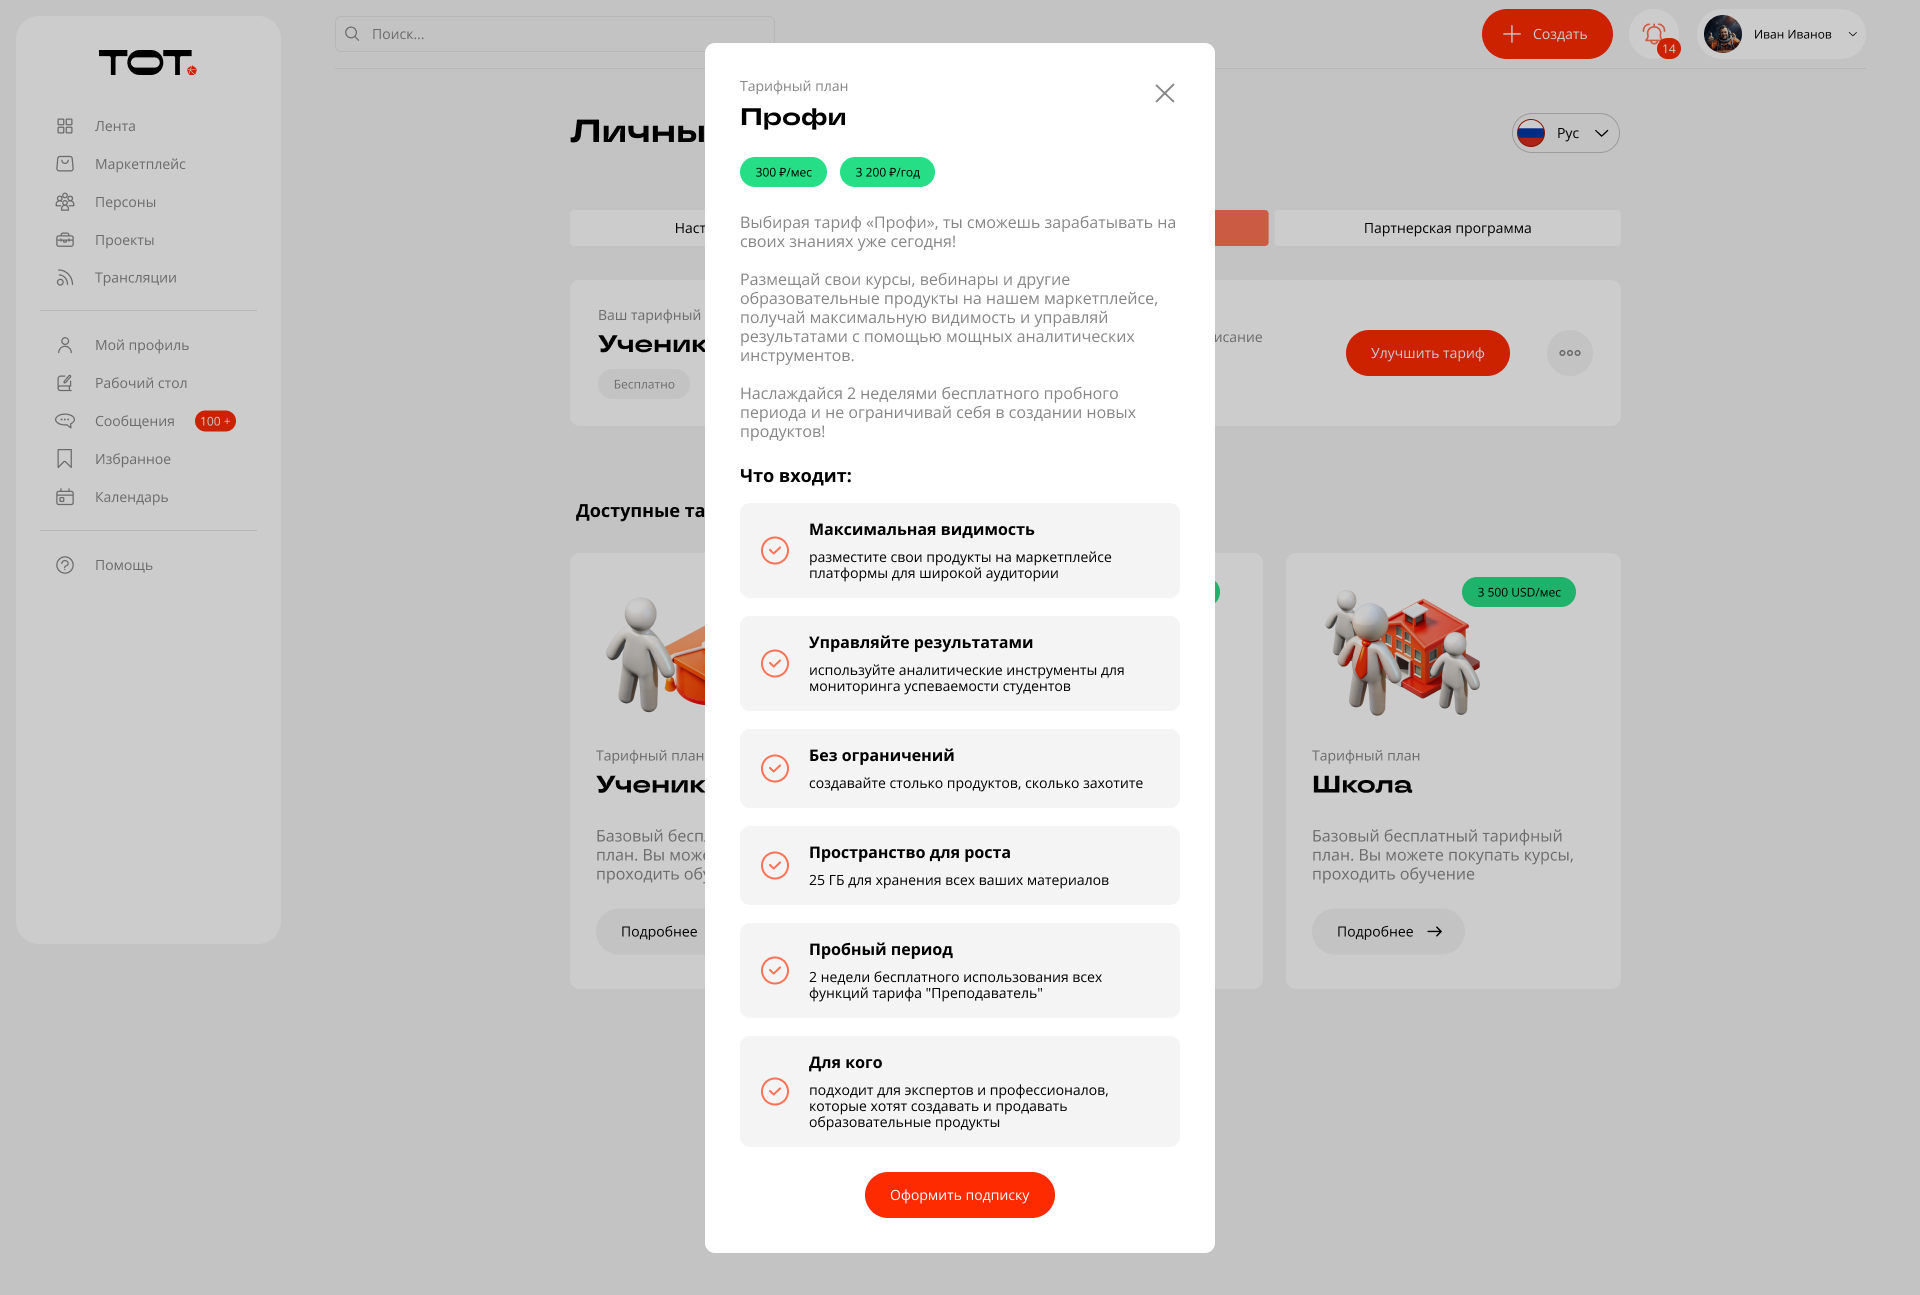 ТОТ.
Лента
Маркетплейс
Персоны
Проекты
Трансляции
Мой профиль
Рабочий стол
Сообщения
100 +
Избранное
Календарь
Помощь
Поиск...
Создать
14
Иван Иванов
Рус
Партнерская программа
Ваш тарифный
Ученик
Бесплатно
Улучшить тариф
Доступные
Тарифный план
Ученик
Базовый
план. Вы
проходить
Подробнее
Тарифный план
Профи
300 ₽/мес
3 200 ₽/год
Выбирая тариф «Профи», ты сможешь зарабатывать на
своих знаниях уже сегодня!
Размещай свои курсы, вебинары и другие
образовательные продукты на нашем маркетплейсе,
получай максимальную видимость и управляй
результатами с помощью мощных аналитических
инструментов.
Наслаждайся 2 неделями бесплатного пробного
периода и не ограничивай себя в создании новых
продуктов!
Что входит:
Максимальная видимость
разместите свои продукты на маркетплейсе
платформы для широкой аудитории
Управляйте результатами
используйте аналитические инструменты для
мониторинга успеваемости студентов
Без ограничений
создавайте столько продуктов, сколько захотите
Пространство для роста
25 ГБ для хранения всех ваших материалов
Пробный период
2 недели бесплатного использования всех
функций тарифа "Преподаватель"
Для кого
подходит для экспертов и профессионалов,
которые хотят создавать и продавать
образовательные продукты
Оформить подписку
3 500 USD/мес
Тарифный план
Школа
Базовый бесплатный тарифный
план. Вы можете покупать курсы,
проходить обучение
Подробнее